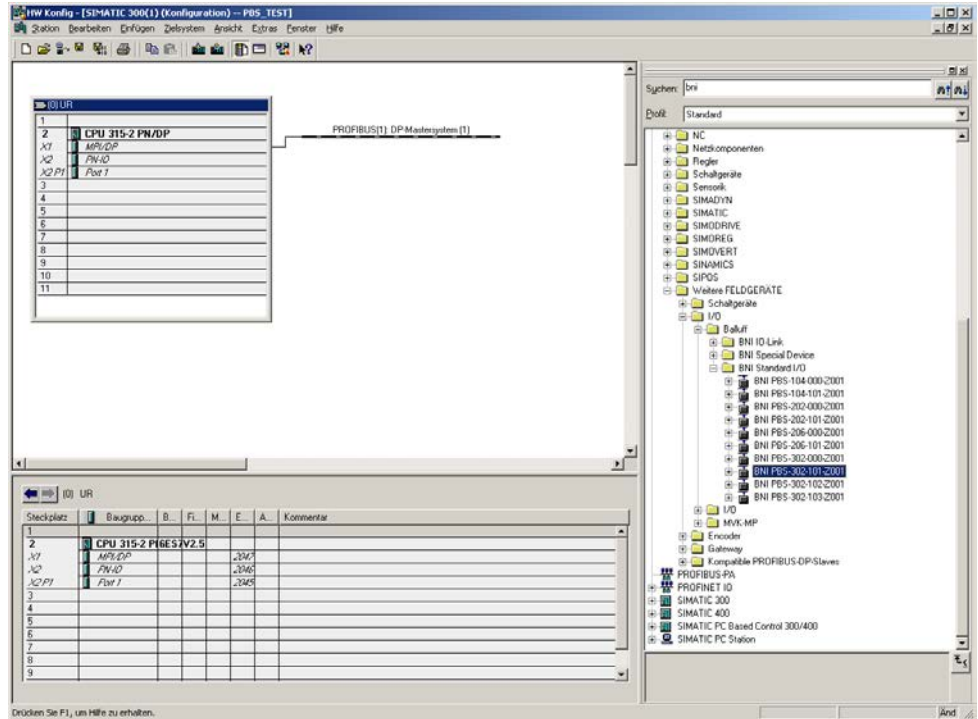 HW Konfig - [SIMATIC 300(1) (Konfiguration) -- PBS_TEST]
Station Bearbeiten Einfügen Zielsystem Ansicht Extras Fenster Hilfe
(0) UR
1
2 CPU 315-2 PN/DP
X1 MPI/DP
X2 PN-IO
X2 P1 Port 1
3
4
5
6
7
8
9
10
11
PROFIBUS(1): DP-Mastersystem (1)
Suchen: bni
Profil: Standard
NC
Netzkomponenten
Regler
Schaltgeräte
Sensorik
SIMADYN
SIMATIC
SIMODRIVE
SIMOREG
SIMOVERT
SINAMICS
SIPOS
Weitere FELDGERÄTE
Schaltgeräte
I/O
Balluff
BNI IO-Link
BNI Special Device
BNI Standard I/O
BNI PBS-104-000-Z001
BNI PBS-104-101-Z001
BNI PBS-202-000-Z001
BNI PBS-202-101-Z001
BNI PBS-206-000-Z001
BNI PBS-206-101-Z001
BNI PBS-302-000-Z001
BNI PBS-302-101-Z001
BNI PBS-302-102-Z001
BNI PBS-302-103-Z001
I/O
MVK-MP
Encoder
Gateway
Kompatible PROFIBUS-DP-Slaves
PROFIBUS-PA
PROFINET IO
SIMATIC 300
SIMATIC 400
SIMATIC PC Based Control 300/400
SIMATIC PC Station
(0) UR
Steckplatz Baugrupp... B... Fi... M... E... A... Kommentar
1
2 CPU 315-2 P 6ES7 V2.5
X1 MPI/DP 2047
X2 PN-IO 2046
X2 P1 Port 1 2045
3
4
5
6
7
8
9
Drücken Sie F1, um Hilfe zu erhalten.
Änd